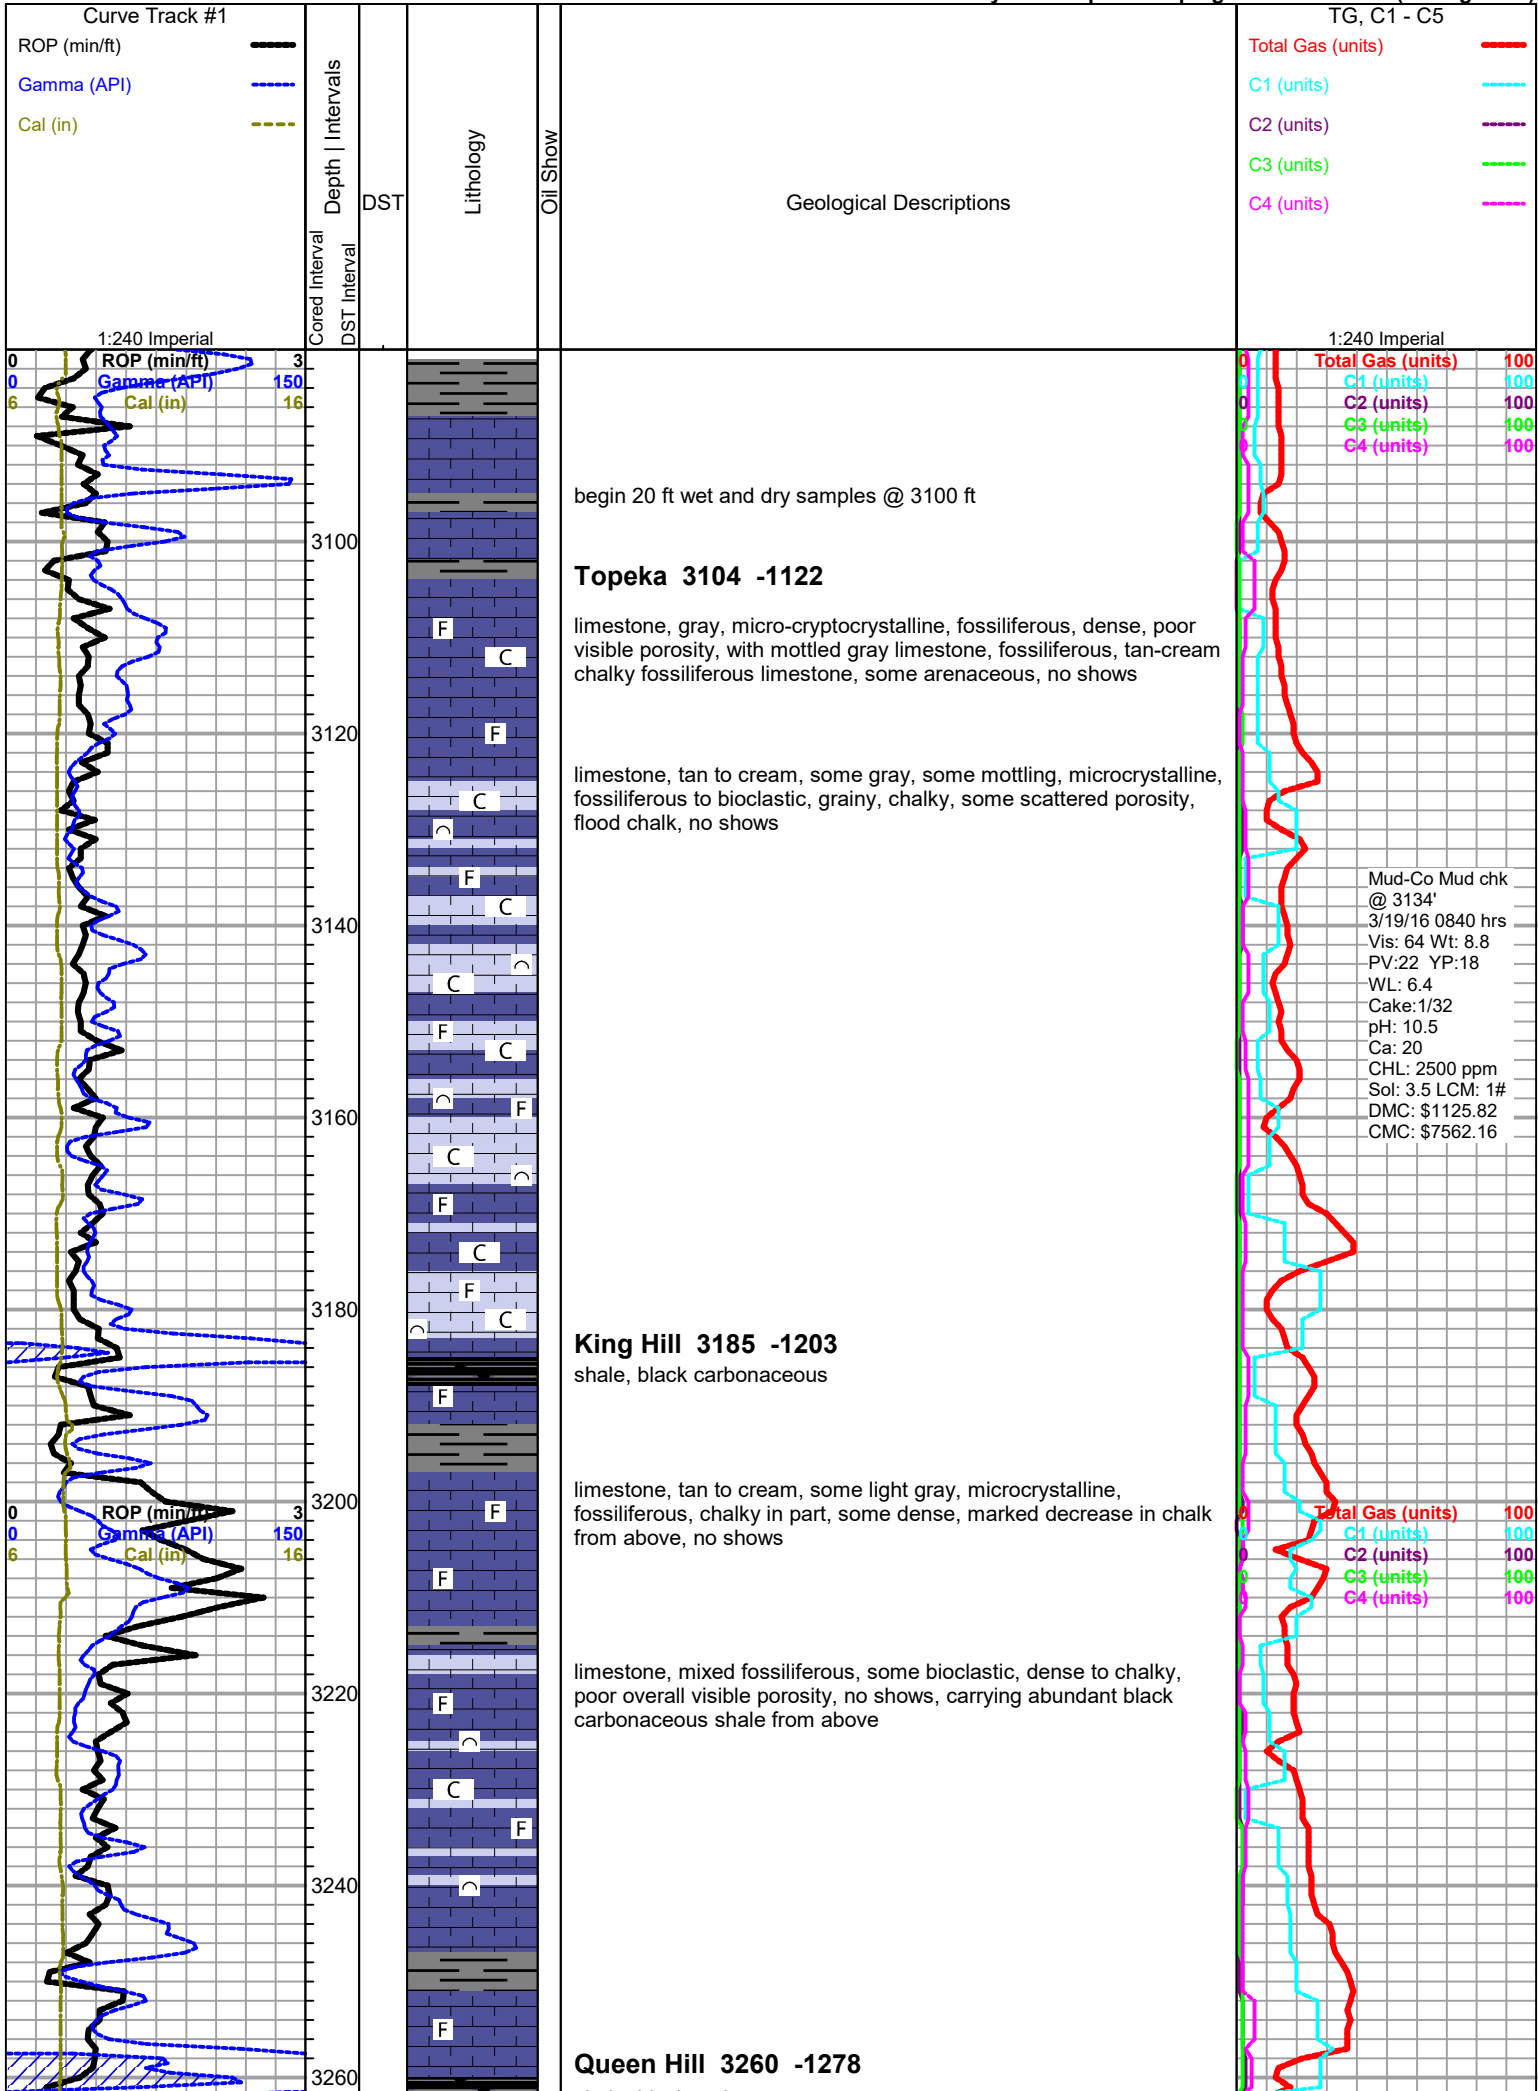 Curve Track #1
ROP (min/ft)
Gamma (API)
Cal (in)
1:240 Imperial
Depth | Intervals
Cored Interval
DST Interval
DST
Lithology
Oil Show
Geological Descriptions
TG, C1 - C5
Total Gas (units)
C1 (units)
C2 (units)
C3 (units)
C4 (units)
1:240 Imperial
0 ROP (min/ft) 3
0 Gamma (API) 150
6 Cal (in) 16
0 Total Gas (units) 100
0 C1 (units) 100
0 C2 (units) 100
0 C3 (units) 100
0 C4 (units) 100
begin 20 ft wet and dry samples @ 3100 ft
3100
Topeka 3104 -1122
F
limestone, gray, micro-cryptocrystalline, fossiliferous, dense, poor
visible porosity, with mottled gray limestone, fossiliferous, tan-cream
chalky fossiliferous limestone, some arenaceous, no shows
C
3120
F
limestone, tan to cream, some gray, some mottling, microcrystalline,
fossiliferous to bioclastic, grainy, chalky, some scattered porosity,
flood chalk, no shows
C
F
C
Mud-Co Mud chk
@ 3134'
3/19/16 0840 hrs
Vis: 64 Wt: 8.8
PV:22 YP:18
WL: 6.4
Cake:1/32
pH: 10.5
Ca: 20
CHL: 2500 ppm
Sol: 3.5 LCM: 1#
DMC: $1125.82
CMC: $7562.16
3140
C
F
C
F
3160
C
F
C
F
3180
C
King Hill 3185 -1203
shale, black carbonaceous
F
3200
limestone, tan to cream, some light gray, microcrystalline,
fossiliferous, chalky in part, some dense, marked decrease in chalk
from above, no shows
F
0 ROP (min/ft) 3
0 Gamma (API) 150
6 Cal (in) 16
0 Total Gas (units) 100
0 C1 (units) 100
0 C2 (units) 100
0 C3 (units) 100
0 C4 (units) 100
F
limestone, mixed fossiliferous, some bioclastic, dense to chalky,
poor overall visible porosity, no shows, carrying abundant black
carbonaceous shale from above
3220
F
C
F
3240
F
Queen Hill 3260 -1278
3260